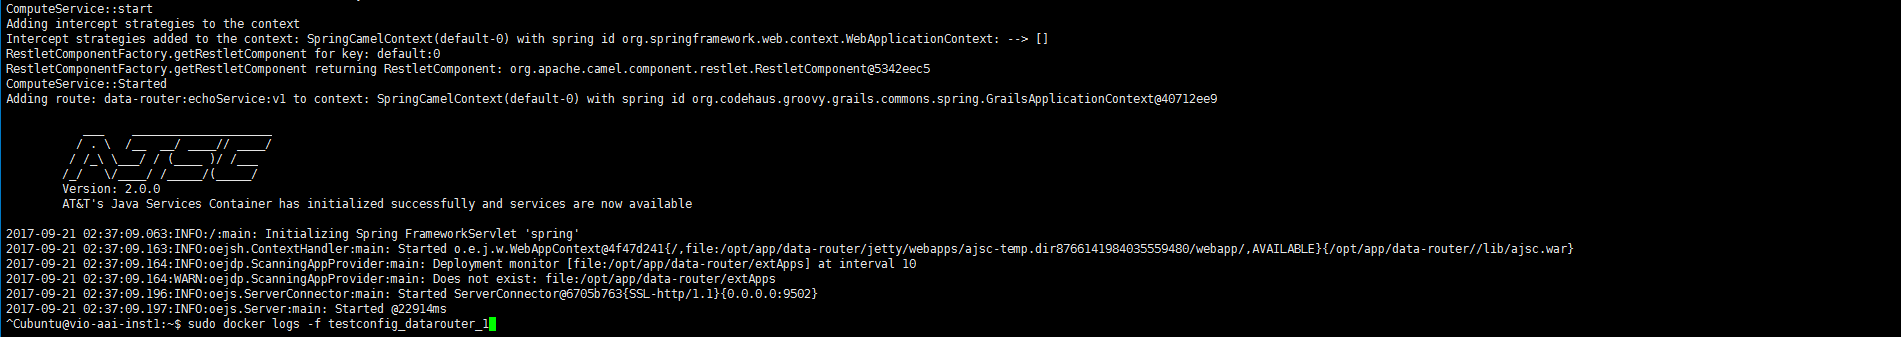 ComputeService::start
Adding intercept strategies to the context
Intercept strategies added to the context: SpringCamelContext(default-0) with spring id org.springframework.web.context.WebApplicationContext: --> []
RestletComponentFactory.getRestletComponent for key: default:0
RestletComponentFactory.getRestletComponent returning RestletComponent: org.apache.camel.component.restlet.RestletComponent@5342eec5
ComputeService::Started
Adding route: data-router:echoService:v1 to context: SpringCamelContext(default-0) with spring id org.codehaus.groovy.grails.commons.spring.GrailsApplicationContext@40712ee9
AJSC
Version: 2.0.0
AT&T's Java Services Container has initialized successfully and services are now available
2017-09-21 02:37:09.063:INFO:/:main: Initializing Spring FrameworkServlet 'spring'
2017-09-21 02:37:09.163:INFO:oejsh.ContextHandler:main: Started o.e.j.w.WebAppContext@4f47d241{/,file:/opt/app/data-router/jetty/webapps/ajsc-temp.dir8766141984035559480/webapp/,AVAILABLE}{/opt/app/data-router//lib/ajsc.war}
2017-09-21 02:37:09.164:INFO:oejdp.ScanningAppProvider:main: Deployment monitor [file:/opt/app/data-router/extApps] at interval 10
2017-09-21 02:37:09.164:WARN:oejdp.ScanningAppProvider:main: Does not exist: file:/opt/app/data-router/extApps
2017-09-21 02:37:09.196:INFO:oejs.ServerConnector:main: Started ServerConnector@6705b763{SSL-http/1.1}{0.0.0.0:9502}
2017-09-21 02:37:09.197:INFO:oejs.Server:main: Started @22914ms
^Cubuntu@vio-aai-inst1:~$ sudo docker logs -f testconfig_datarouter_1